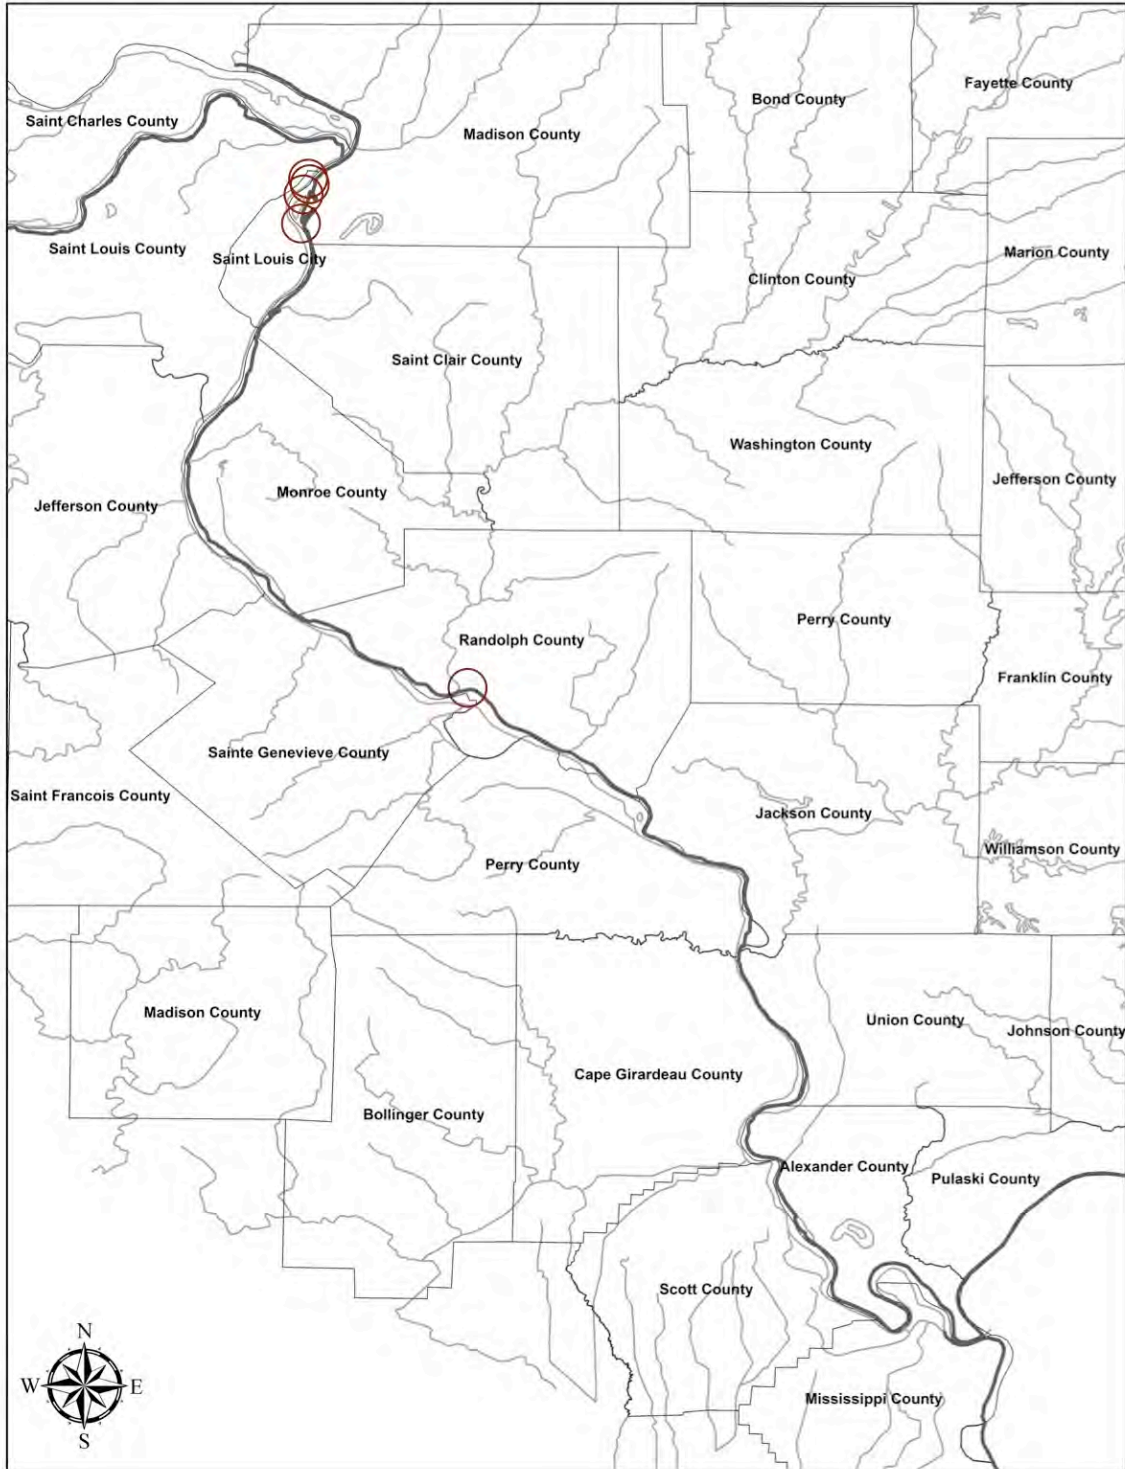 Fayette County
Bond County
Saint Charles County
Madison County
Saint Louis County
Saint Louis City
Marion County
Clinton County
Saint Clair County
Washington County
Jefferson County
Monroe County
Jefferson County
Randolph County
Perry County
Franklin County
Sainte Genevieve County
Saint Francois County
Jackson County
Williamson County
Perry County
Madison County
Union County
Johnson County
Cape Girardeau County
Bollinger County
Alexander County
Pulaski County
Scott County
Mississippi County
N
W E
S